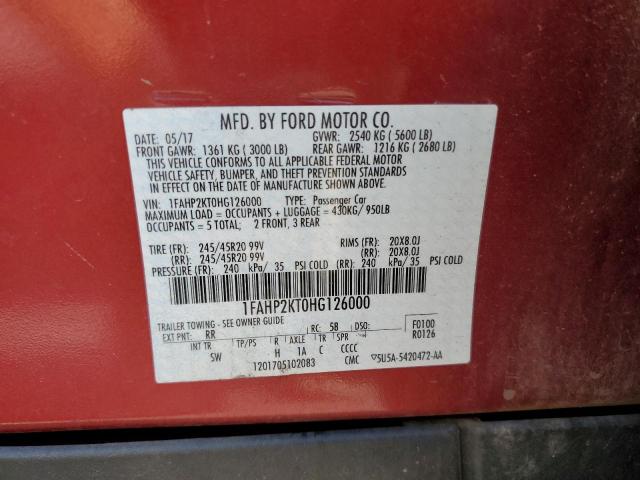 MFD. BY FORD MOTOR CO.
DATE: 05/17 GVWR: 2540 KG ( 5600 LB)
FRONT GAWR: 1361 KG ( 3000 LB) REAR GAWR: 1216 KG ( 2680 LB)
THIS VEHICLE CONFORMS TO ALL APPLICABLE FEDERAL MOTOR
VEHICLE SAFETY, BUMPER, AND THEFT PREVENTION STANDARDS
IN EFFECT ON THE DATE OF MANUFACTURE SHOWN ABOVE.
VIN: 1FAHP2KT0HG126000 TYPE: Passenger Car
MAXIMUM LOAD = OCCUPANTS + LUGGAGE = 430KG/ 950LB
OCCUPANTS = 5 TOTAL; 2 FRONT, 3 REAR
TIRE (FR): 245/45R20 99V RIMS (FR): 20X8.0J
(RR): 245/45R20 99V (RR): 20X8.0J
PRESSURE (FR): 240 kPa/ 35 PSI COLD (RR): 240 kPa/ 35 PSI COLD
1FAHP2KT0HG126000
TRAILER TOWING - SEE OWNER GUIDE
EXT PNT: RR RC: 5B DSO: F0100
R0126
INT TR TP/PS R AXLE TR SPR
SW H 1A C CCCC
1201705102083 CMC 5U5A-5420472-AA